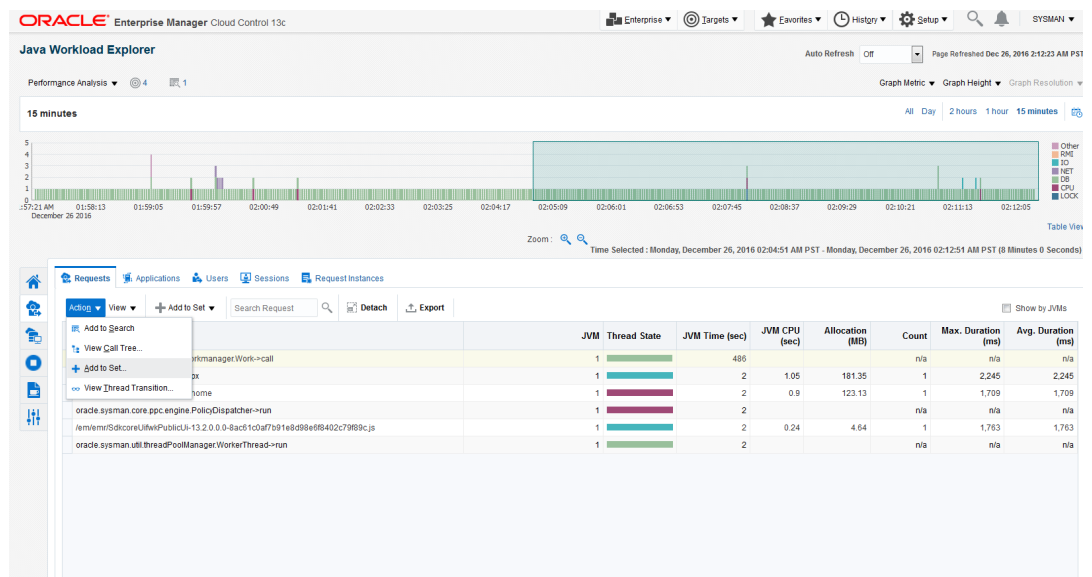 ORACLE Enterprise Manager Cloud Control 13c
Enterprise Targets Favorites History Setup SYSMAN
Java Workload Explorer
Auto Refresh Off Page Refreshed Dec 26, 2016 2:12:23 AM PST
Performance Analysis 4 1
Graph Metric Graph Height Graph Resolution
15 minutes
All Day 2 hours 1 hour 15 minutes
5
4
3
2
1
0
Other
RMI
IO
NET
DB
CPU
LOCK
:57:21 AM 01:58:13 01:59:05 01:59:57 02:00:49 02:01:41 02:02:33 02:03:25 02:04:17 02:05:09 02:06:01 02:06:53 02:07:45 02:08:37 02:09:29 02:10:21 02:11:13 02:12:05
December 26 2016
Table View
Zoom:
Time Selected : Monday, December 26, 2016 02:04:51 AM PST - Monday, December 26, 2016 02:12:51 AM PST (8 Minutes 0 Seconds)
Requests Applications Users Sessions Request Instances
Action View Add to Set Search Request Detach Export Show by JVMs
Add to Search
View Call Tree...
Add to Set...
View Thread Transition...
JVM Thread State JVM Time (sec) JVM CPU (sec) Allocation (MB) Count Max. Duration (ms) Avg. Duration (ms)
orkmanager.Work->call 1 486 n/a n/a n/a
ox 1 2 1.05 181.35 1 2,245 2,245
home 1 2 0.9 123.13 1 1,709 1,709
oracle.sysman.core.ppc.engine.PolicyDispatcher->run 1 2 n/a n/a n/a
/em/emr/SdkcoreUifwkPublicUi-13.2.0.0.0-8ac61c0af7b91e8d98e6f8402c79f89c.js 1 2 0.24 4.64 1 1,763 1,763
oracle.sysman.util.threadPoolManager.WorkerThread->run 1 2 n/a n/a n/a